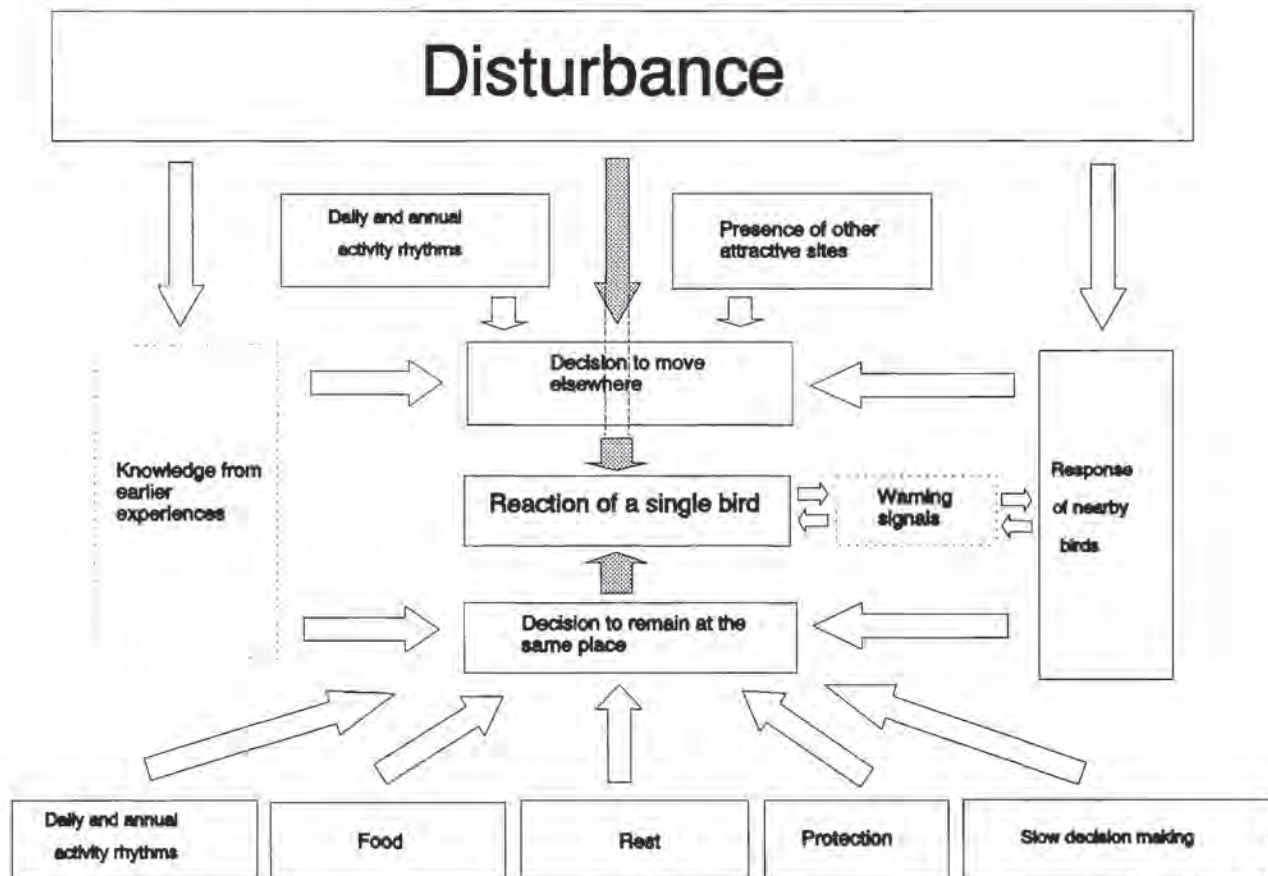 Disturbance
Daily and annual
activity rhythms
Presence of other
attractive sites
Decision to move
elsewhere
Knowledge from
earlier
experiences
Reaction of a single bird
Warning
signals
Response
of nearby
birds
Decision to remain at the
same place
Daily and annual
activity rhythms
Food
Rest
Protection
Slow decision making